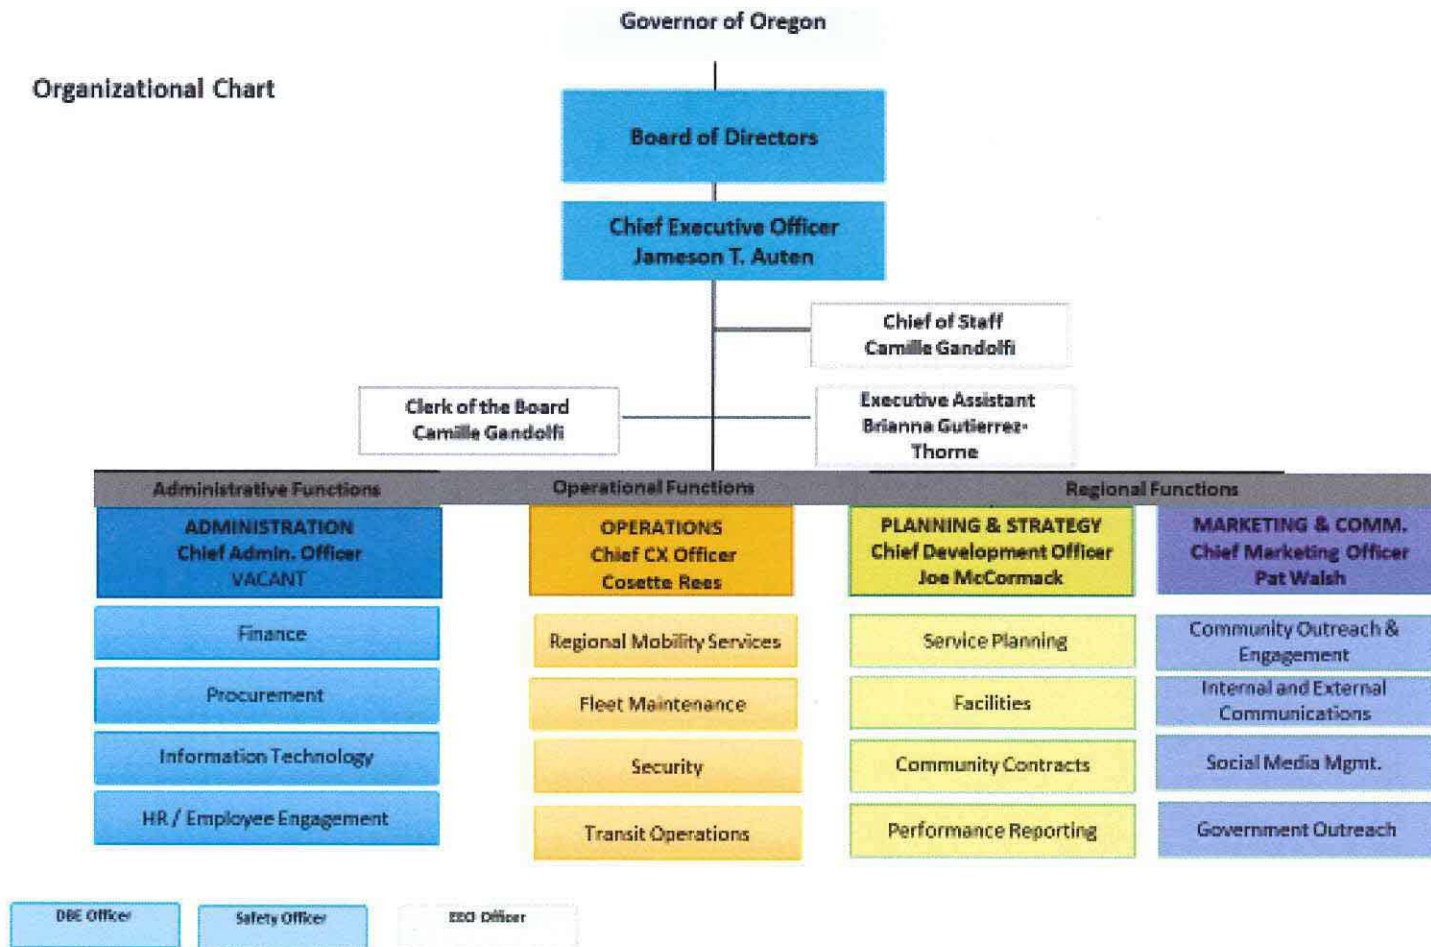 Governor of Oregon
Organizational Chart
Board of Directors
Chief Executive Officer
Jameson T. Auten
Chief of Staff
Camille Gandolfi
Clerk of the Board
Camille Gandolfi
Executive Assistant
Brianna Gutierrez-
Thorne
Administrative Functions
Operational Functions
Regional Functions
ADMINISTRATION
Chief Admin. Officer
VACANT
OPERATIONS
Chief CX Officer
Cosette Rees
PLANNING & STRATEGY
Chief Development Officer
Joe McCormack
MARKETING & COMM.
Chief Marketing Officer
Pat Walsh
Finance
Procurement
Information Technology
HR / Employee Engagement
Regional Mobility Services
Fleet Maintenance
Security
Transit Operations
Service Planning
Facilities
Community Contracts
Performance Reporting
Community Outreach &
Engagement
Internal and External
Communications
Social Media Mgmt.
Government Outreach
DBE Officer
Safety Officer
EEO Officer